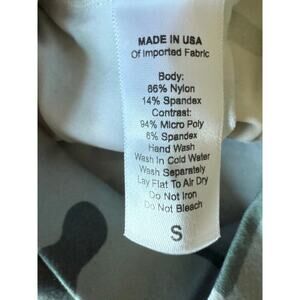 MADE IN USA
Of Imported Fabric
Body:
86% Nylon
14% Spandex
Contrast:
94% Micro Poly
6% Spandex
Hand Wash
Wash In Cold Water
Wash Separately
Lay Flat To Air Dry
Do Not Iron
Do Not Bleach
S